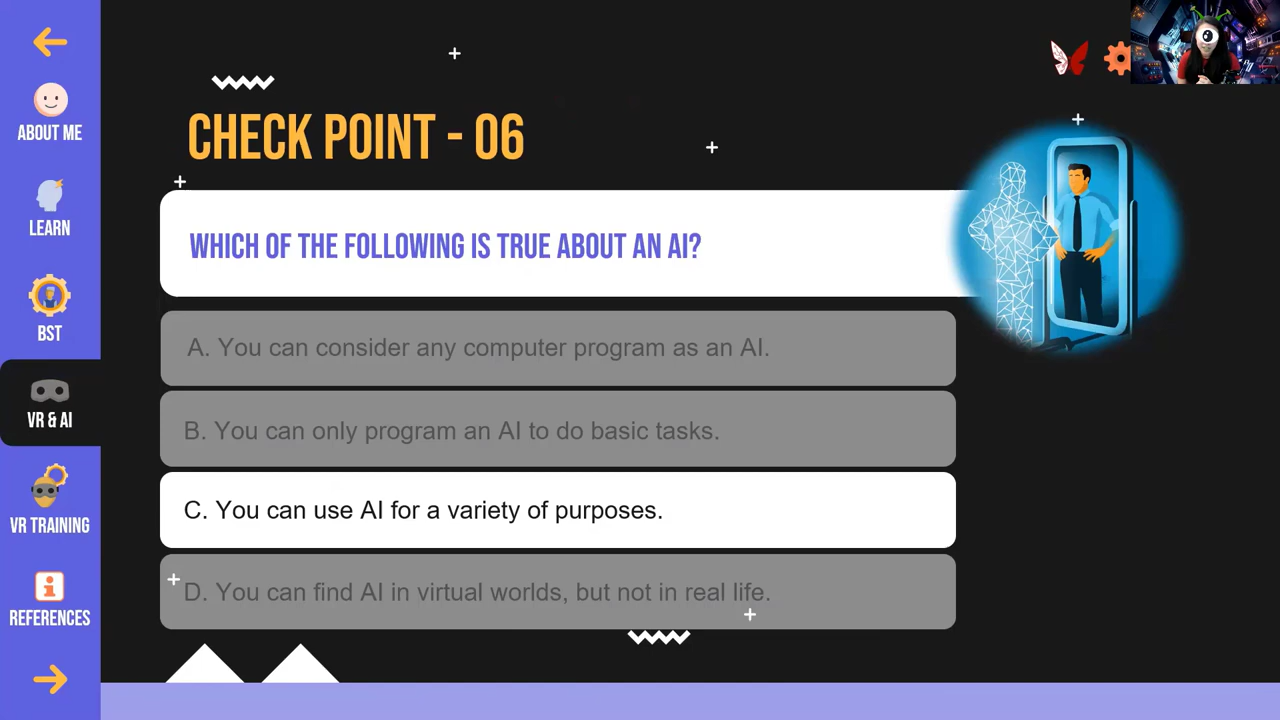 ABOUT ME
LEARN
BST
VR & AI
VR TRAINING
REFERENCES
CHECK POINT - 06
WHICH OF THE FOLLOWING IS TRUE ABOUT AN AI?
A. You can consider any computer program as an AI.
B. You can only program an AI to do basic tasks.
C. You can use AI for a variety of purposes.
D. You can find AI in virtual worlds, but not in real life.